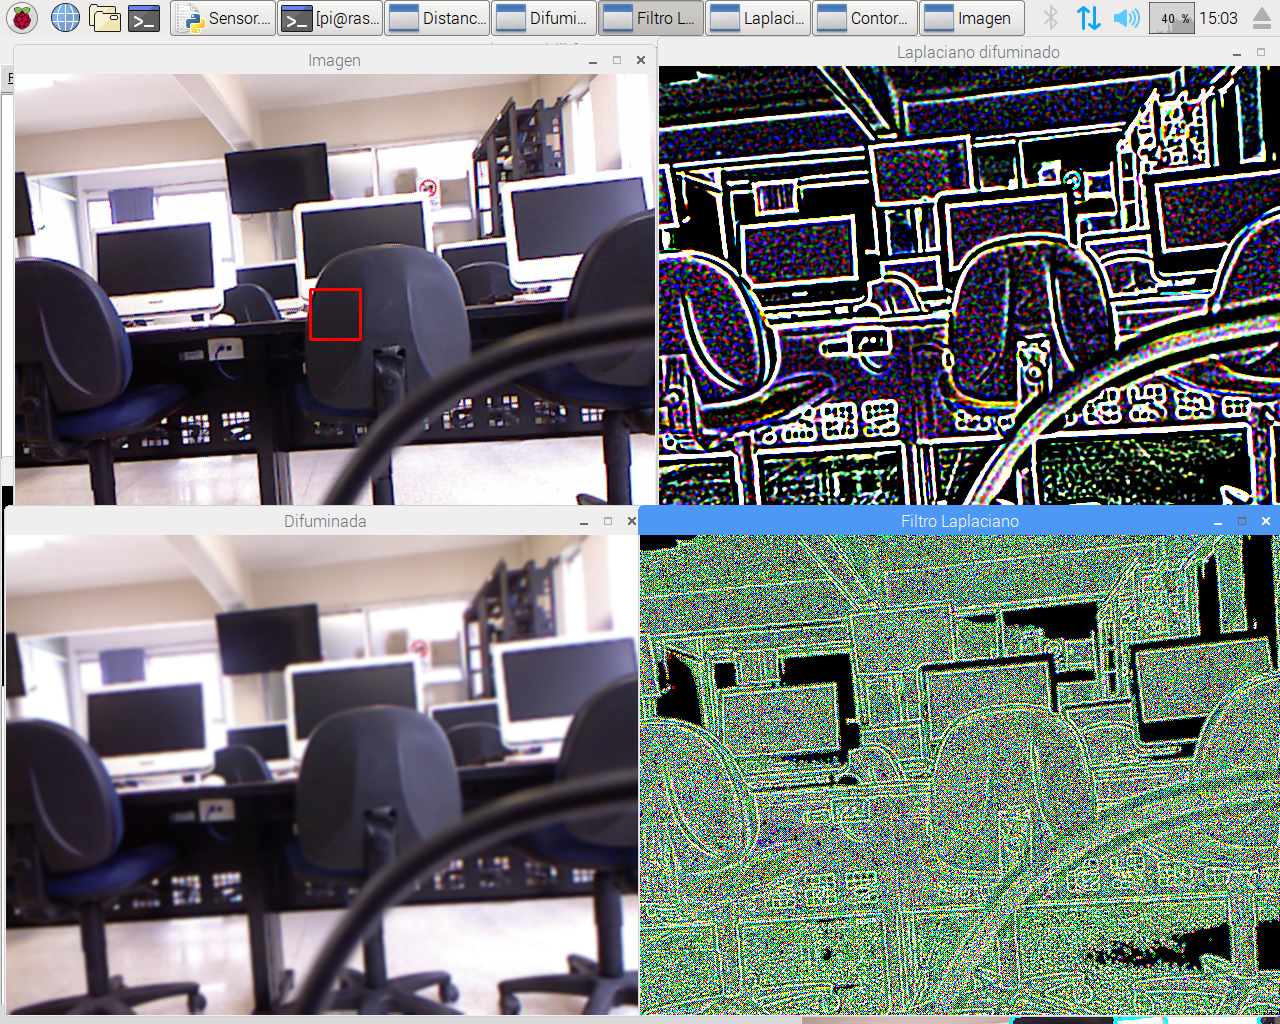 Sensor....
[pi@ras...
Distanc...
Difumi...
Filtro L...
Laplaci...
Contor...
Imagen
40 %
15:03
Imagen
Laplaciano difuminado
Difuminada
Filtro Laplaciano